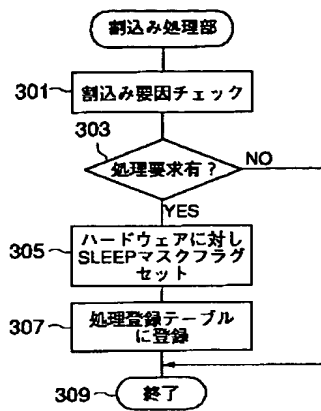 割込み処理部
301
割込み要因チェック
303
処理要求有？
NO
YES
305
ハードウェアに対し
SLEEPマスクフラグ
セット
307
処理登録テーブル
に登録
309
終了